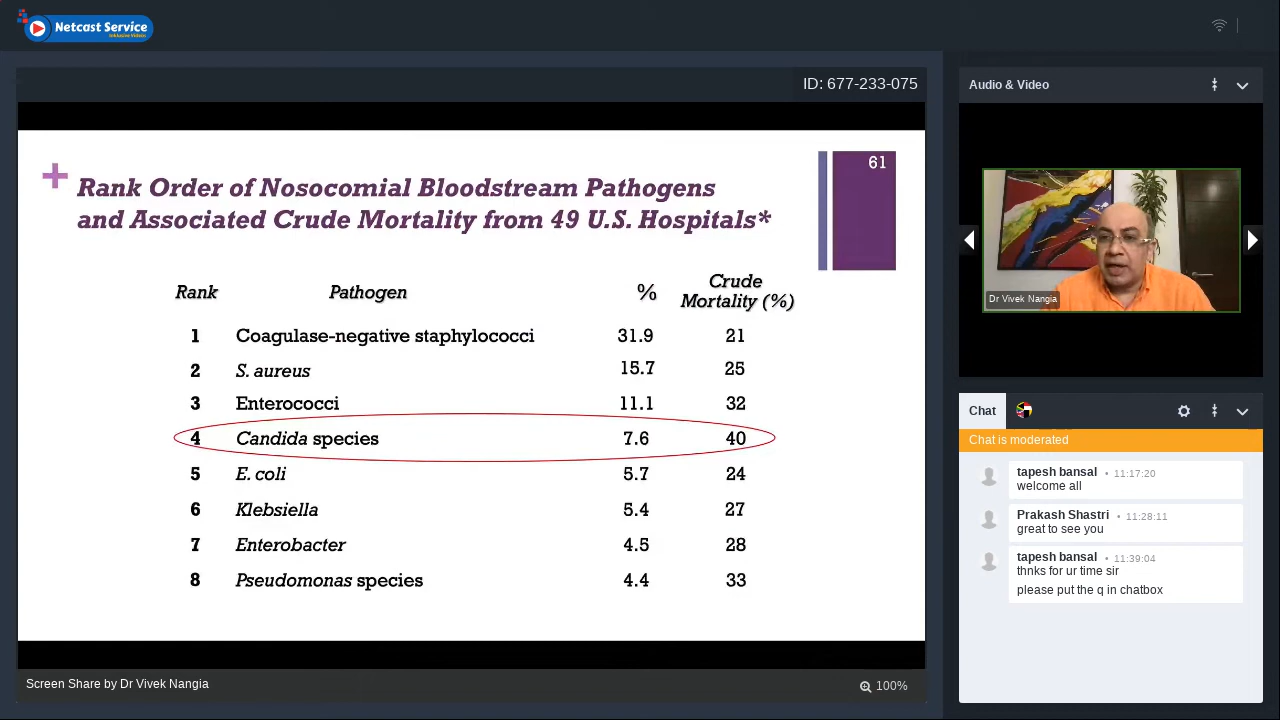 Netcast Service
ID: 677-233-075
61
+ Rank Order of Nosocomial Bloodstream Pathogens
and Associated Crude Mortality from 49 U.S. Hospitals*
Rank Pathogen % Crude Mortality (%)
1 Coagulase-negative staphylococci 31.9 21
2 S. aureus 15.7 25
3 Enterococci 11.1 32
4 Candida species 7.6 40
5 E. coli 5.7 24
6 Klebsiella 5.4 27
7 Enterobacter 4.5 28
8 Pseudomonas species 4.4 33
Screen Share by Dr Vivek Nangia
100%
Audio & Video
Dr Vivek Nangia
Chat
Chat is moderated
tapesh bansal • 11:17:20
welcome all
Prakash Shastri • 11:28:11
great to see you
tapesh bansal • 11:39:04
thnks for ur time sir
please put the q in chatbox